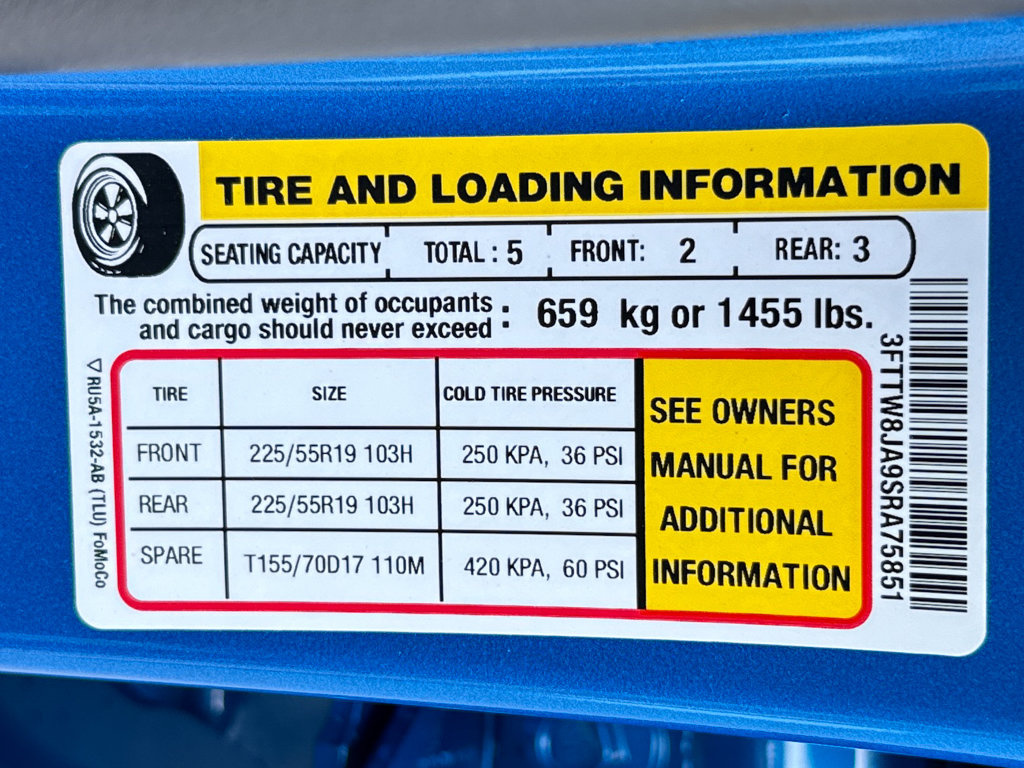 TIRE AND LOADING INFORMATION
SEATING CAPACITY TOTAL : 5 FRONT: 2 REAR: 3
The combined weight of occupants
and cargo should never exceed : 659 kg or 1455 lbs.
TIRE SIZE COLD TIRE PRESSURE
FRONT 225/55R19 103H 250 KPA, 36 PSI
REAR 225/55R19 103H 250 KPA, 36 PSI
SPARE T155/70D17 110M 420 KPA, 60 PSI
SEE OWNERS
MANUAL FOR
ADDITIONAL
INFORMATION
3FTTW8JA9SRA75851
▽ RU5A-1532-AB (TLU) FoMoCo